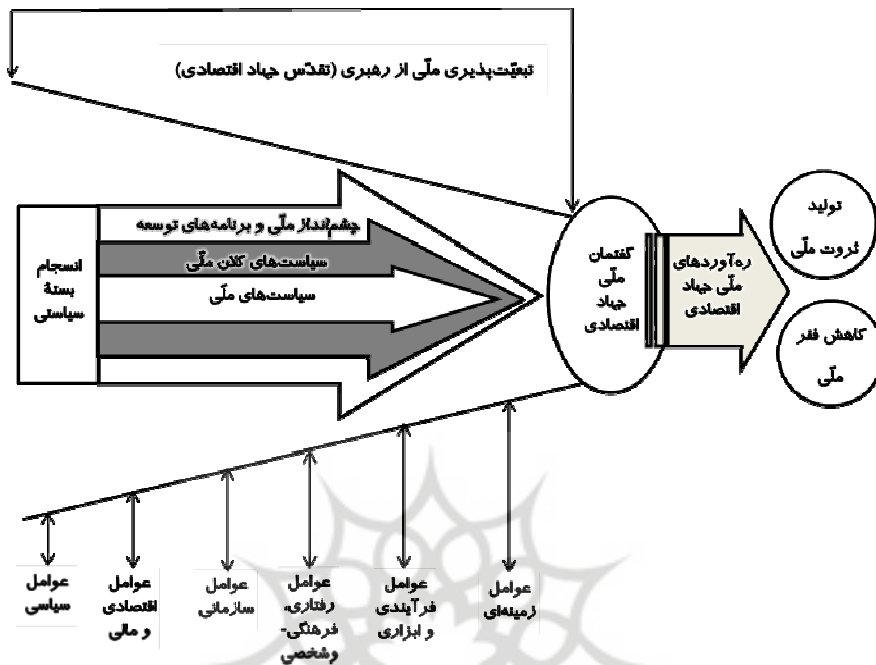 تبعیّت‌پذیری ملّی از رهبری (تقدّس جهاد اقتصادی)
چشم‌انداز ملّی و برنامه‌های توسعه
سیاست‌های کلان ملّی
سیاست‌های ملّی
انسجام
بستۀ
سیاستی
گفتمان
ملّی
جهاد
اقتصادی
ره‌آوردهای
ملّی جهاد
اقتصادی
تولید
ثروت ملّی
کاهش فقر
ملّی
عوامل
زمینه‌ای
عوامل
فرآیندی
و ابزاری
عوامل
رفتاری،
فرهنگی-
وشخصی
عوامل
سازمانی
عوامل
اقتصادی
و مالی
عوامل
سیاسی